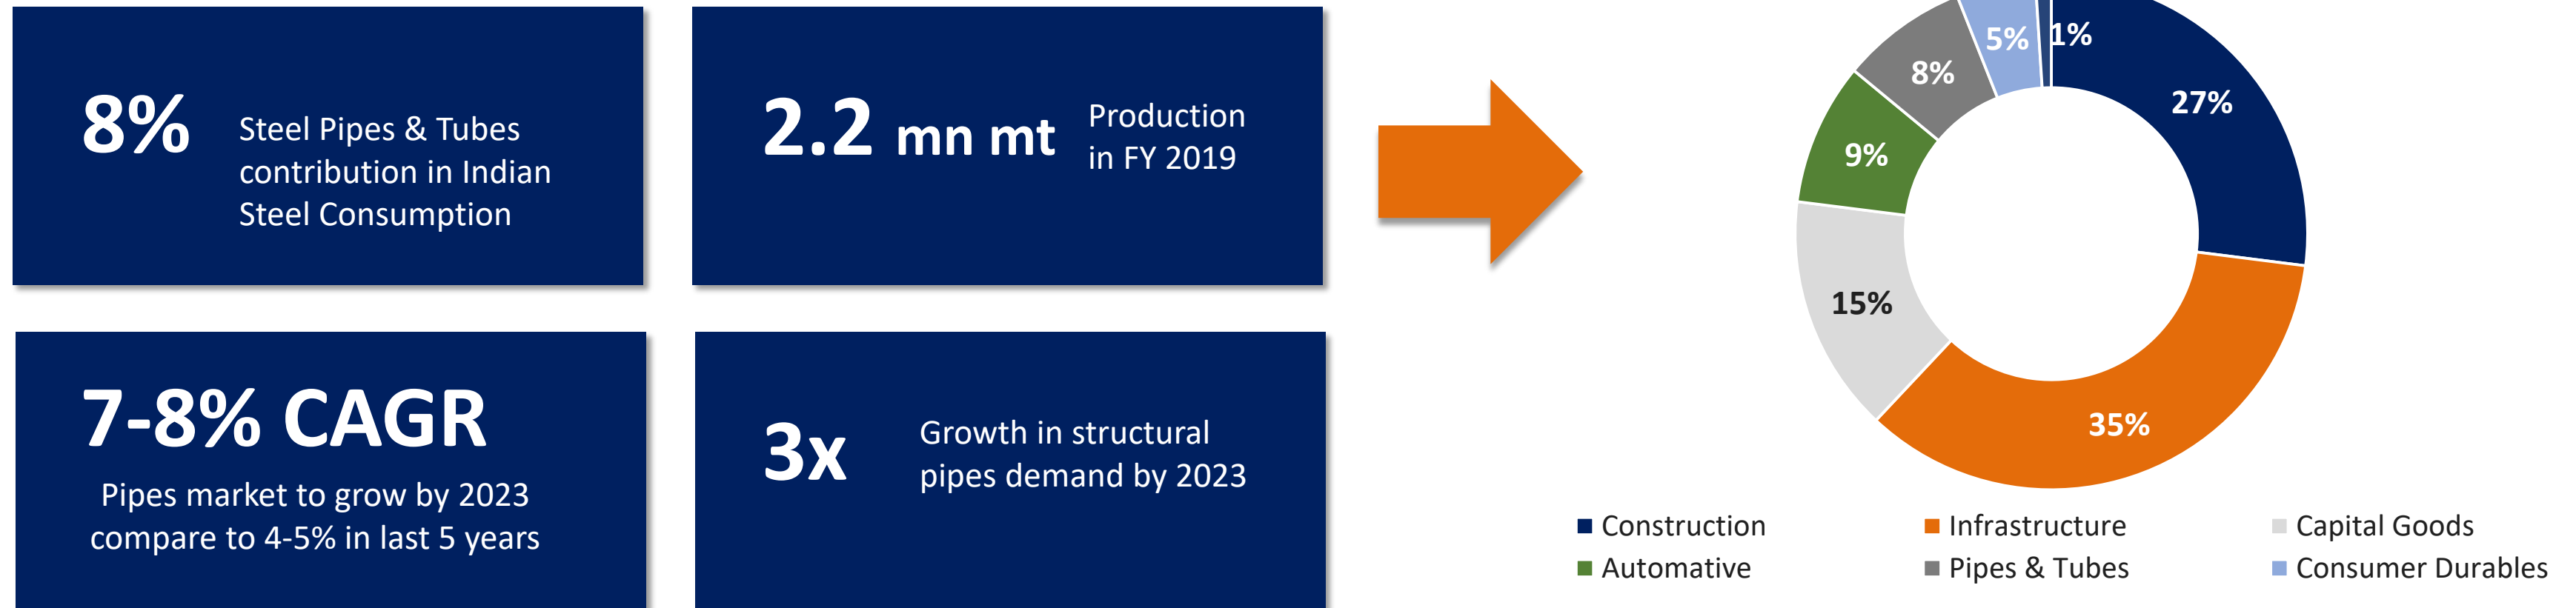 8%
Steel Pipes & Tubes
contribution in Indian
Steel Consumption
2.2 mn mt
Production
in FY 2019
7-8% CAGR
Pipes market to grow by 2023
compare to 4-5% in last 5 years
3x
Growth in structural
pipes demand by 2023
1%
27%
35%
15%
9%
8%
5%
Construction
Infrastructure
Capital Goods
Automative
Pipes & Tubes
Consumer Durables